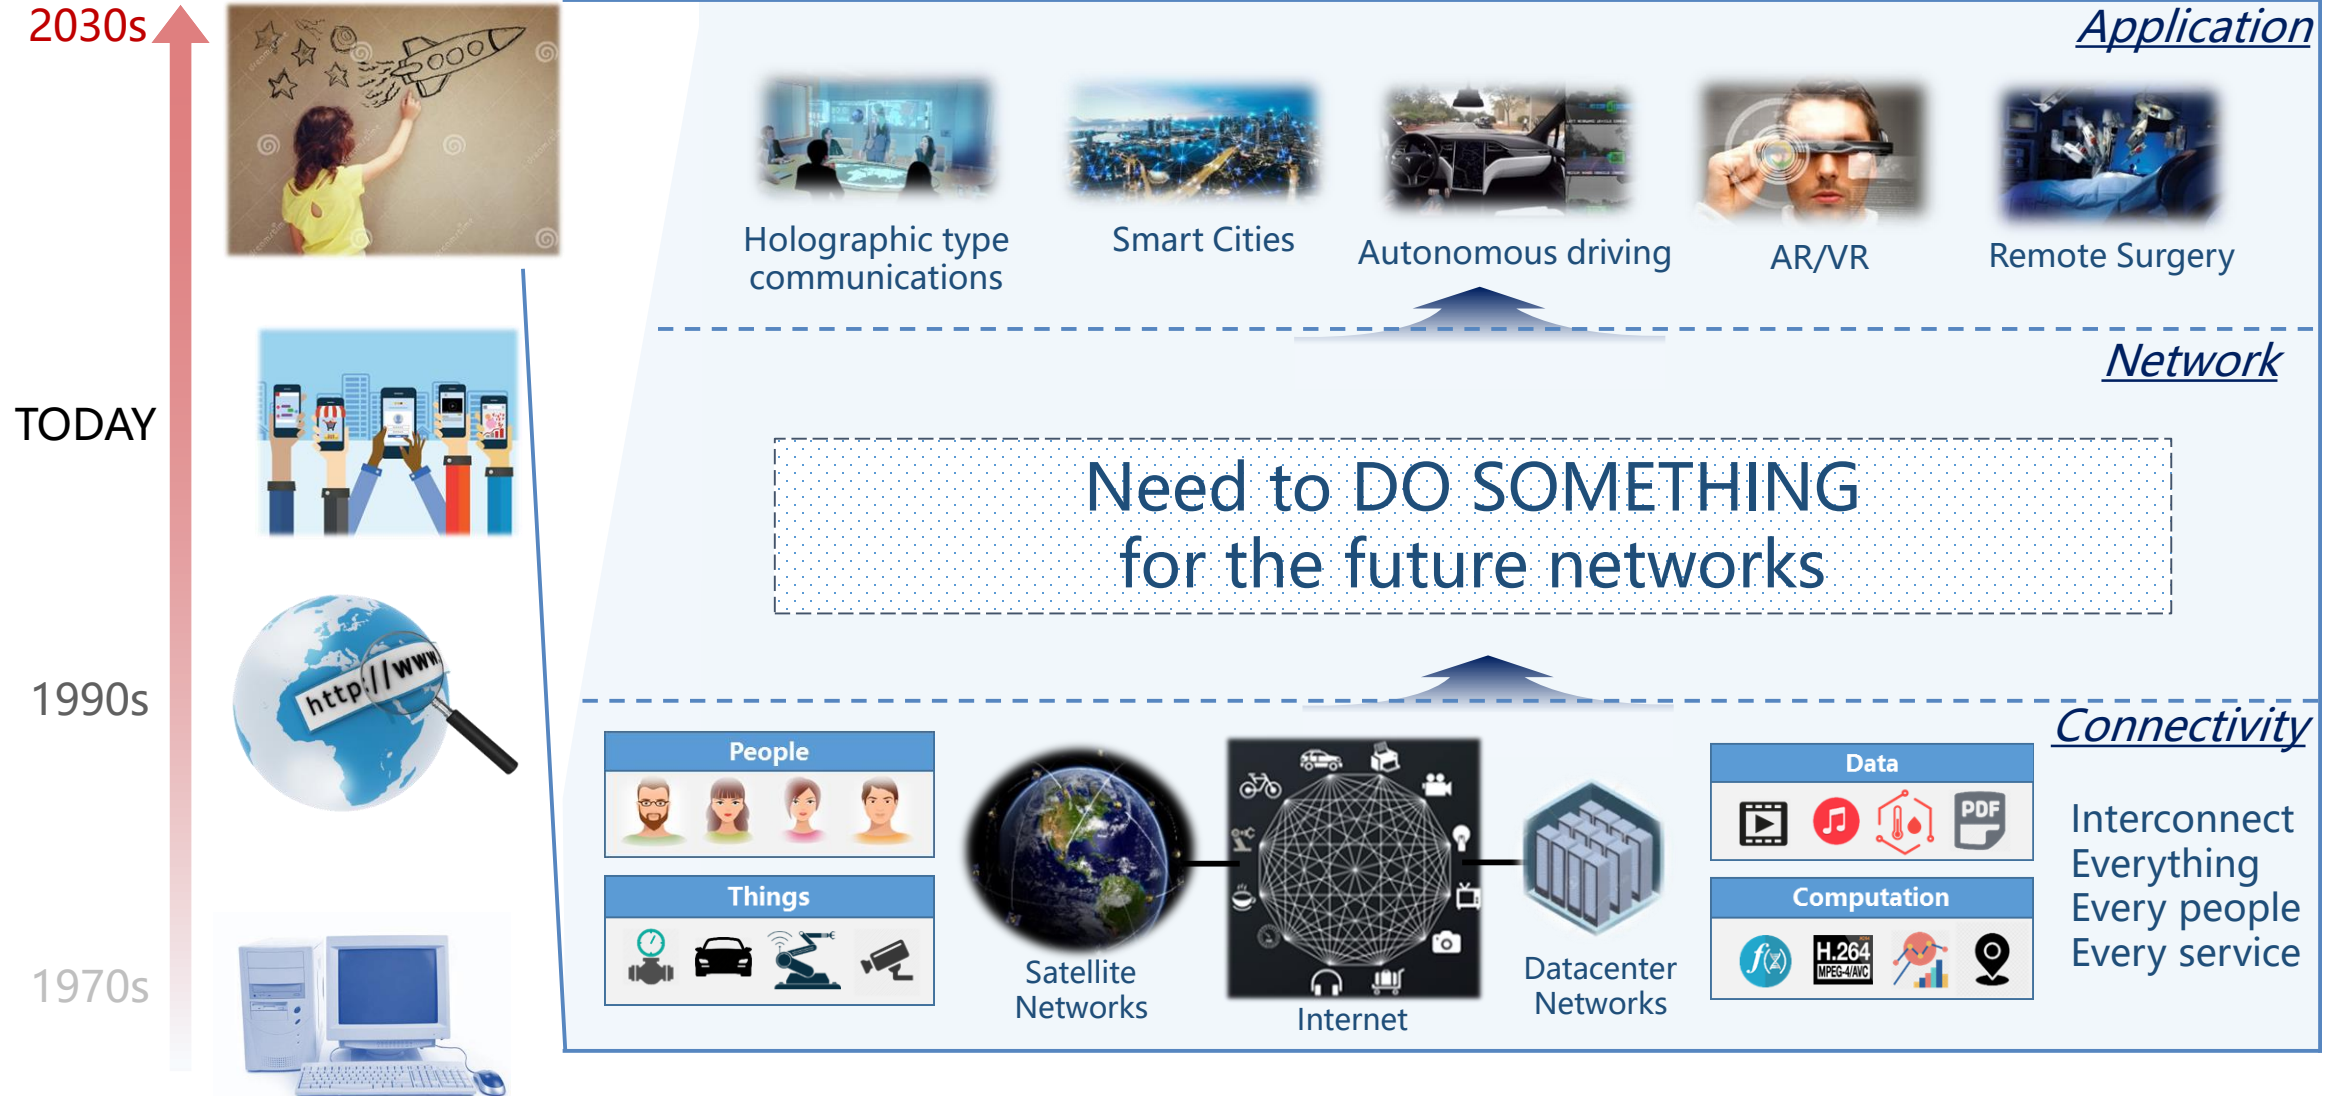 2030s
TODAY
1990s
1970s
http://www.
Application
Holographic type
communications
Smart Cities
Autonomous driving
AR/VR
Remote Surgery
Network
Need to DO SOMETHING
for the future networks
Connectivity
People
Things
Satellite
Networks
Internet
Datacenter
Networks
Data
PDF
Computation
f(x)
H.264
MPEG-4/AVC
Interconnect
Everything
Every people
Every service